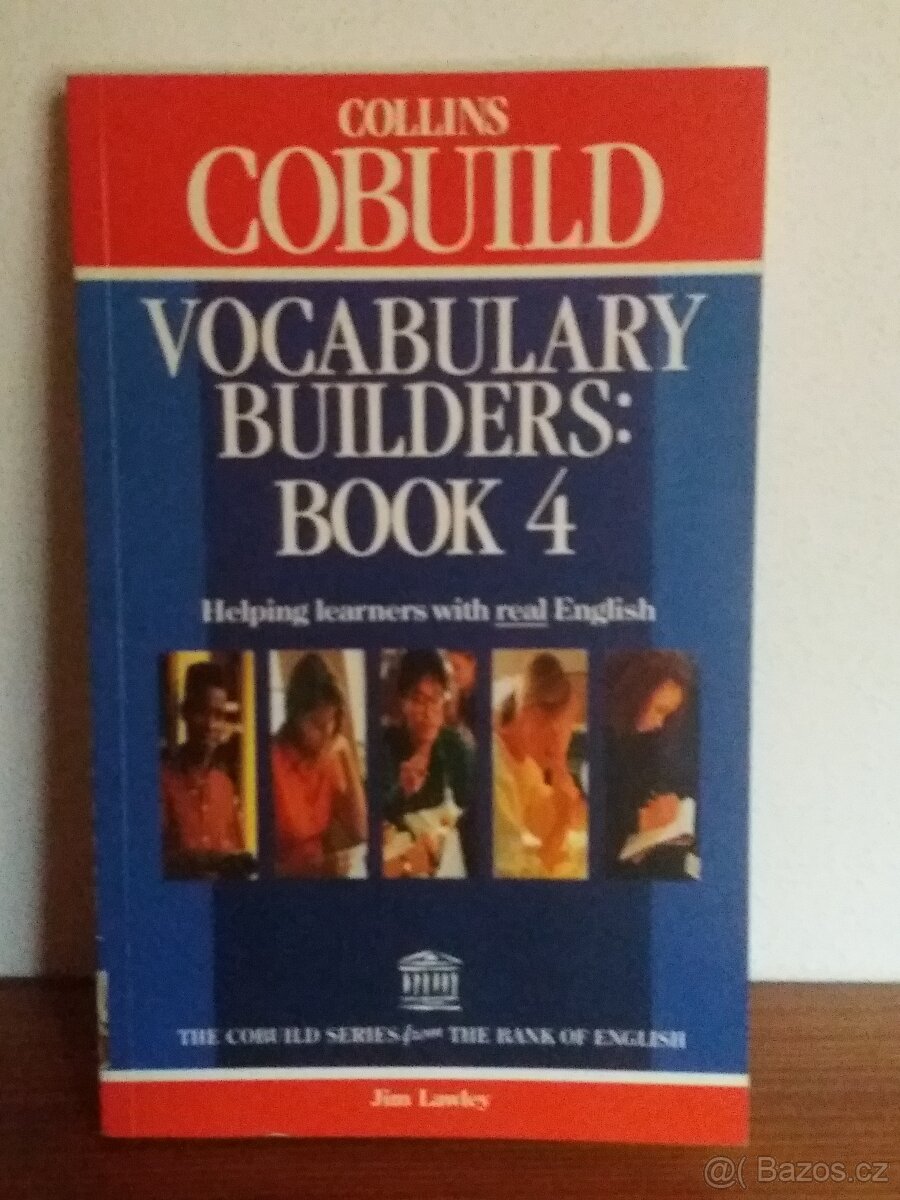 COLLINS
COBUILD
VOCABULARY
BUILDERS:
BOOK 4
Helping learners with real English
THE COBUILD SERIES from THE BANK OF ENGLISH
Jim Lawley
@( Bazos.cz